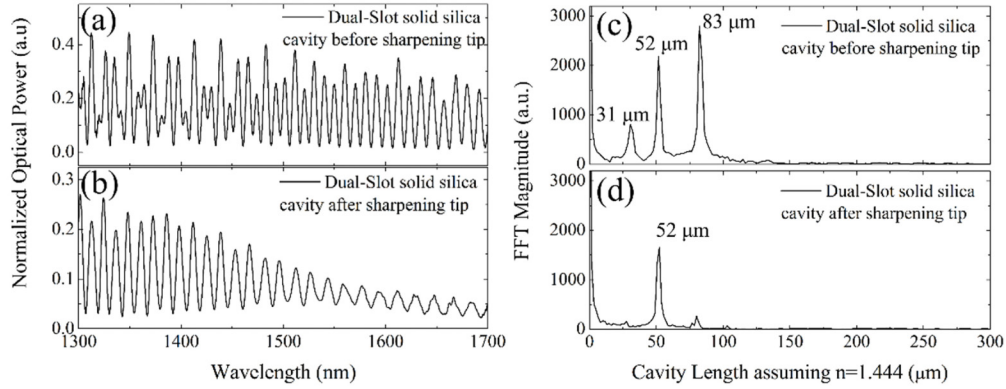 (a)
Dual-Slot solid silica
cavity before sharpening tip
0.4
0.2
0.0
(b)
Dual-Slot solid silica
cavity after sharpening tip
0.3
0.2
0.1
0.0
1300
1400
1500
1600
1700
Wavelength (nm)
Normalized Optical Power (a.u)
(c)
83 μm
52 μm
31 μm
Dual-Slot solid silica
cavity before sharpening tip
3000
2000
1000
0
(d)
52 μm
Dual-Slot solid silica
cavity after sharpening tip
3000
2000
1000
0
0
50
100
150
200
250
300
Cavity Length assuming n=1.444 (μm)
FFT Magnitude (a.u.)